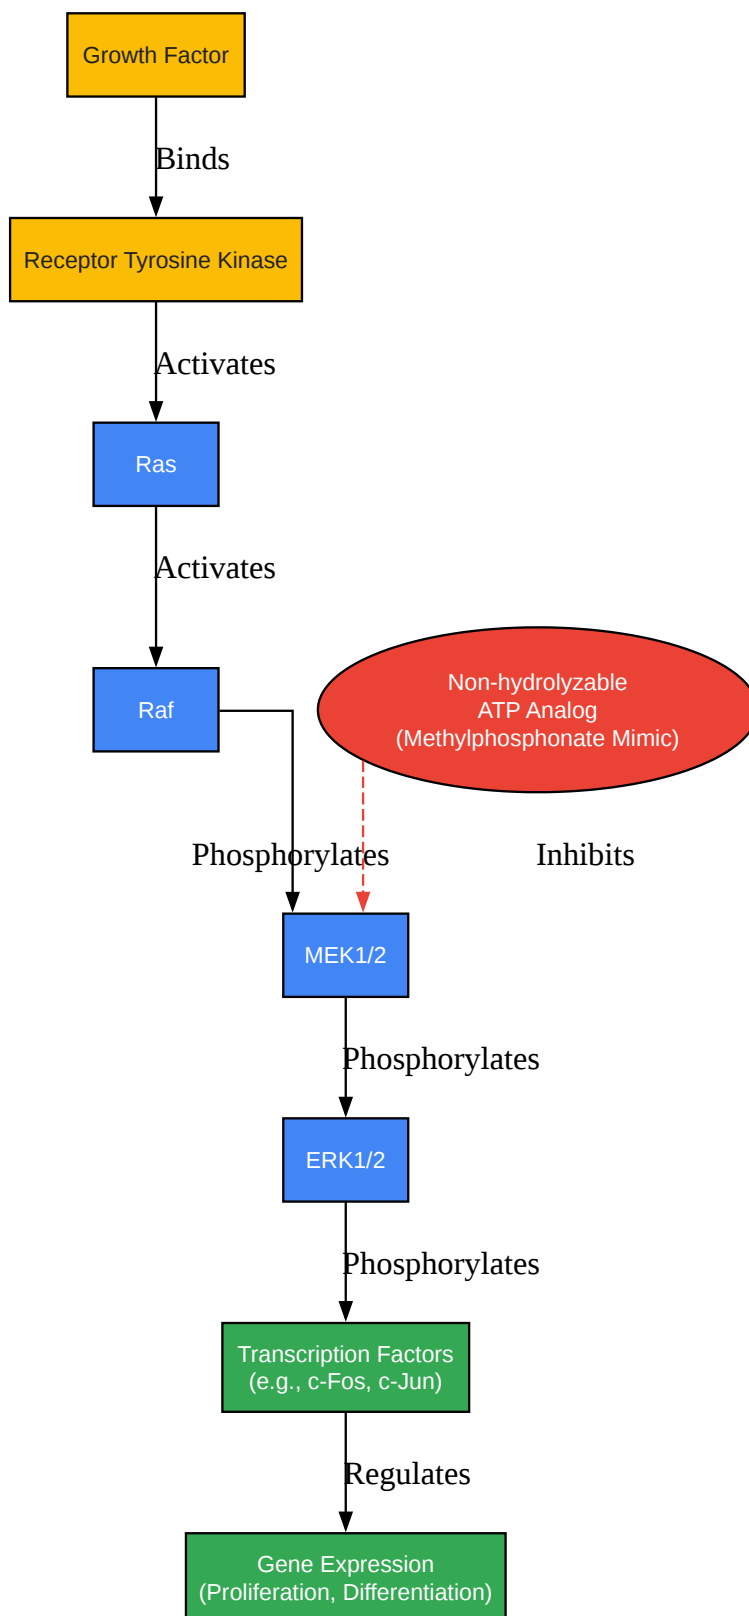 Growth Factor
Binds
Receptor Tyrosine Kinase
Activates
Ras
Activates
Raf
Non-hydrolyzable
ATP Analog
(Methylphosphonate Mimic)
Phosphorylates
Inhibits
MEK1/2
Phosphorylates
ERK1/2
Phosphorylates
Transcription Factors
(e.g., c-Fos, c-Jun)
Regulates
Gene Expression
(Proliferation, Differentiation)